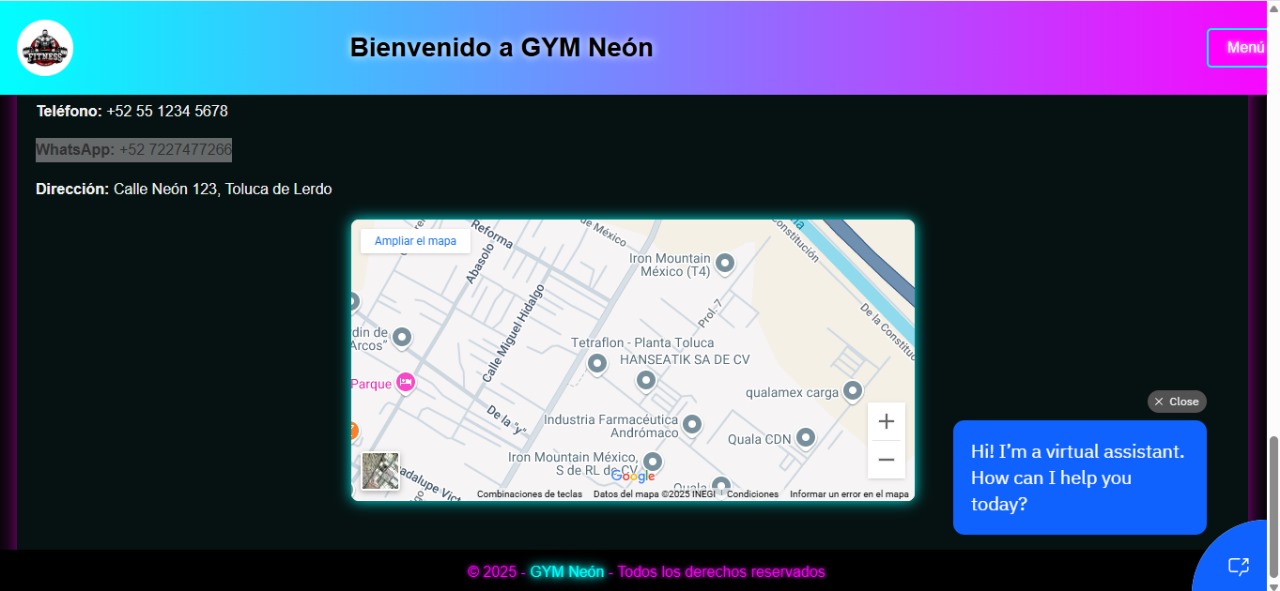 FITNESS
Bienvenido a GYM Neón
Menú
Teléfono: +52 55 1234 5678
WhatsApp: +52 7227477266
Dirección: Calle Neón 123, Toluca de Lerdo
Ampliar el mapa
Reforma
de México
Constitución
Abasolo
Iron Mountain
México (T4)
Calle Miguel Hidalgo
Prol. 7
De la Constituc
din de
Arcos”
Tetraflon - Planta Toluca
HANSEATIK SA DE CV
Parque
qualamex carga
De la "y"
Industria Farmacéutica
Andrómaco
Quala CDN
Iron Mountain México,
S de RL de CV
Quala
adalupe Vict
Google
Combinaciones de teclas
Datos del mapa ©2025 INEGI
Condiciones
Informar un error en el mapa
Close
Hi! I’m a virtual assistant.
How can I help you
today?
© 2025 - GYM Neón - Todos los derechos reservados